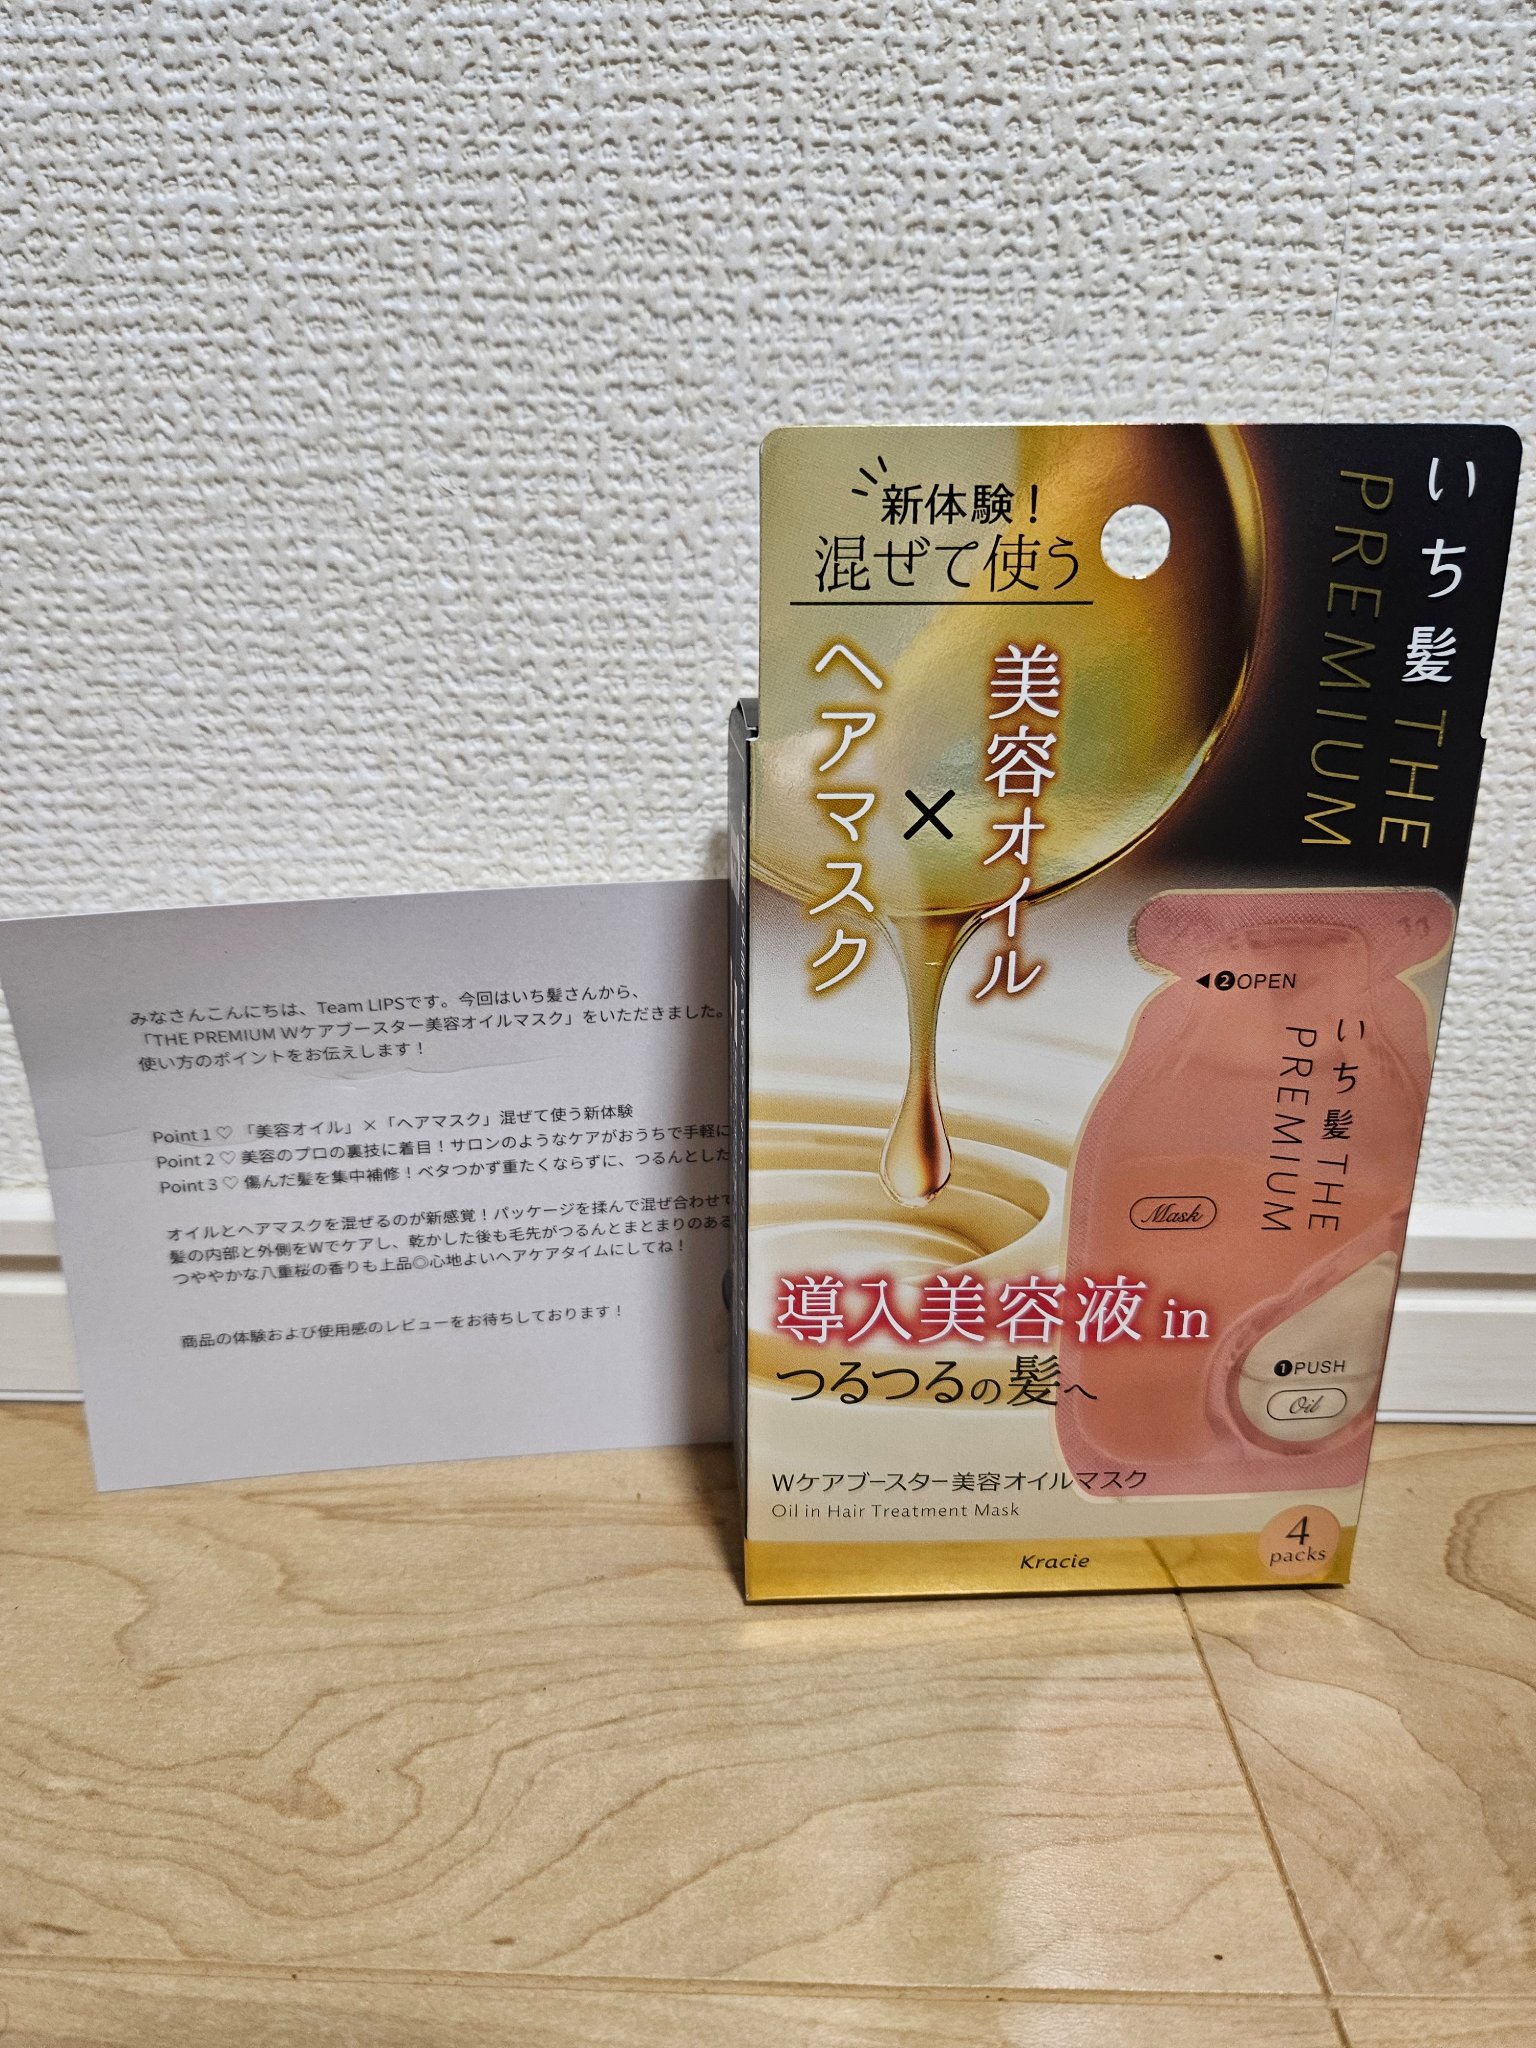 みなさんこんにちは、Team LIPSです。今回はいち髪さんから、
「THE PREMIUM Wケアブースター美容オイルマスク」をいただきました。
使い方のポイントをお伝えします！
Point 1 ♡ 「美容オイル」×「ヘアマスク」混ぜて使う新体験
Point 2 ♡ 美容のプロの裏技に着目！サロンのようなケアがおうちで手軽に
Point 3 ♡ 傷んだ髪を集中補修！ベタつかず重たくならずに、つるんとした
オイルとヘアマスクを混ぜるのが新感覚！パッケージを揉んで混ぜ合わせて
髪の内部と外側をWでケアし、乾かした後も毛先がつるんとまとまりのある
つややかな八重桜の香りも上品◎心地よいヘアケアタイムにしてね！
商品の体験および使用感のレビューをお待ちしております！
いち髪 THE
PREMIUM
新体験！
混ぜて使う
美容オイル
×
ヘアマスク
◀❷OPEN
いち髪 THE
PREMIUM
Mask
❶PUSH
Oil
導入美容液 in
つるつるの髪へ
Wケアブースター美容オイルマスク
Oil in Hair Treatment Mask
4
packs
Kracie